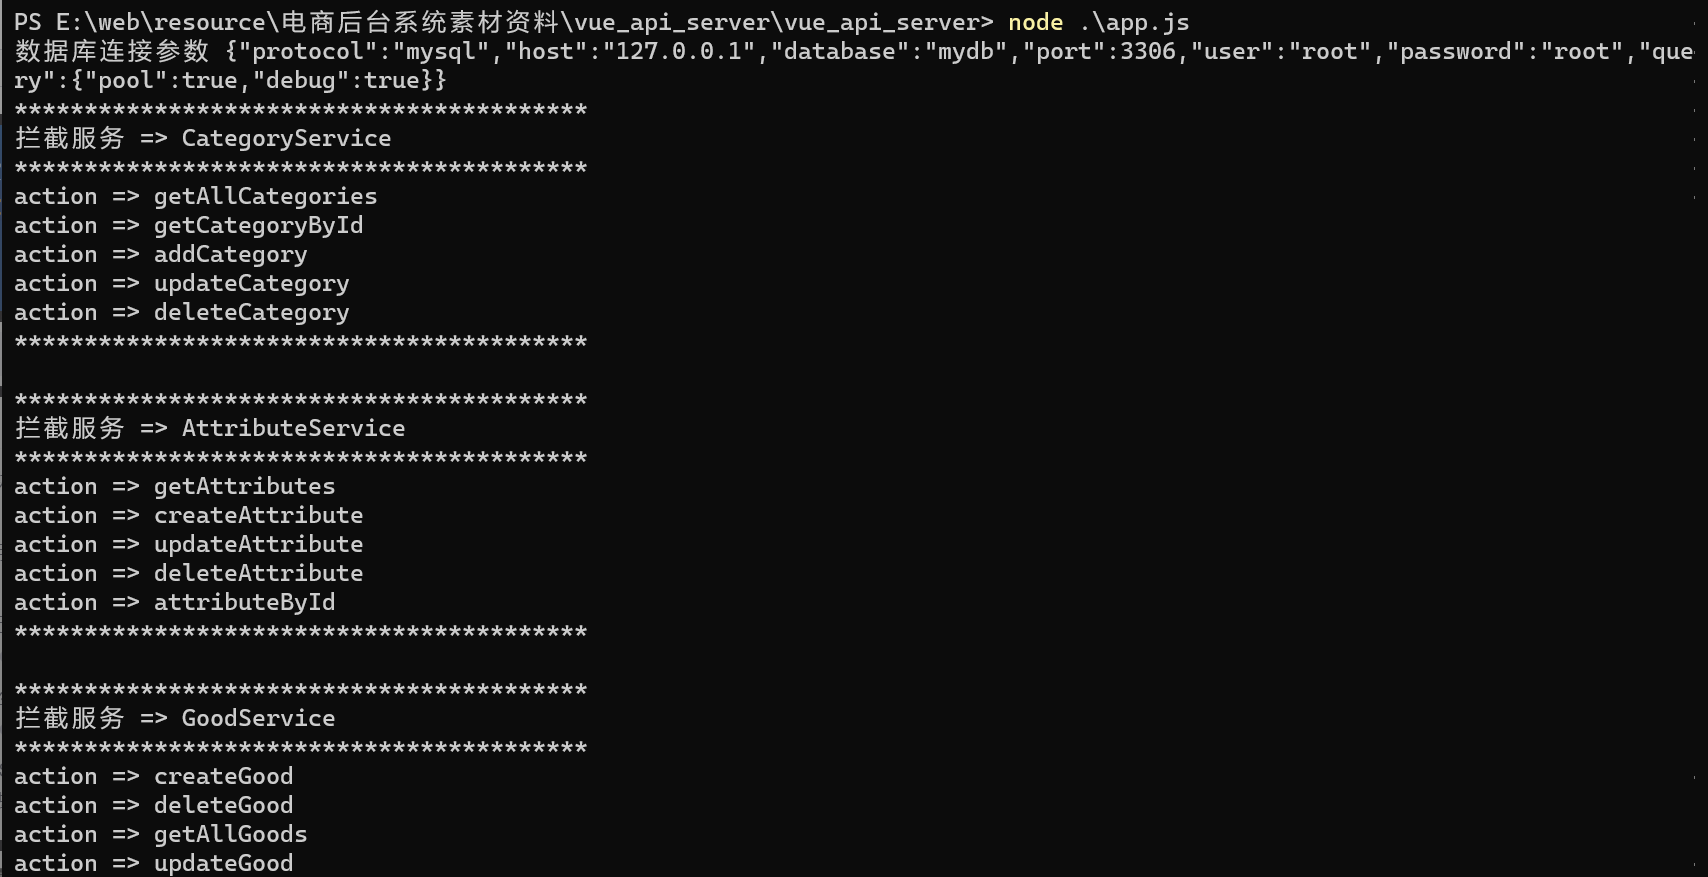 PS E:\web\resource\电商后台系统素材资料\vue_api_server\vue_api_server> node .\app.js
数据库连接参数 {"protocol":"mysql","host":"127.0.0.1","database":"mydb","port":3306,"user":"root","password":"root","que
ry":{"pool":true,"debug":true}}
*****************************************
拦截服务 => CategoryService
*****************************************
action => getAllCategories
action => getCategoryById
action => addCategory
action => updateCategory
action => deleteCategory
*****************************************
*****************************************
拦截服务 => AttributeService
*****************************************
action => getAttributes
action => createAttribute
action => updateAttribute
action => deleteAttribute
action => attributeById
*****************************************
*****************************************
拦截服务 => GoodService
*****************************************
action => createGood
action => deleteGood
action => getAllGoods
action => updateGood